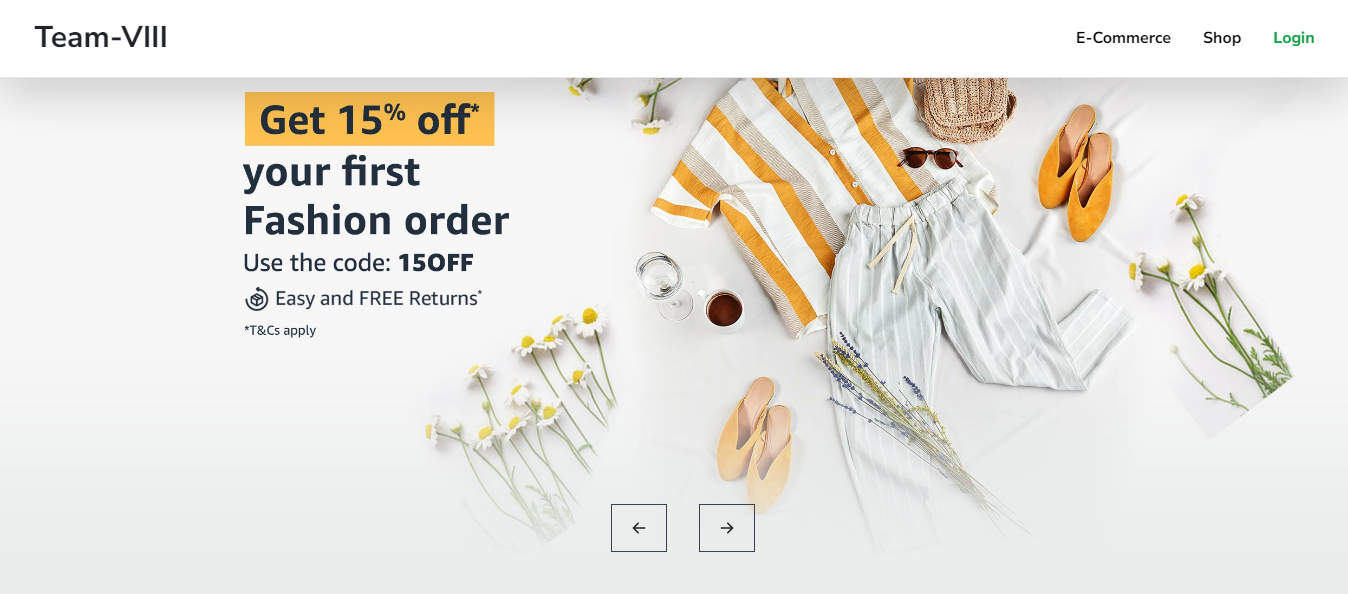 Team-VIII
E-Commerce Shop Login
Get 15% off*
your first
Fashion order
Use the code: 15OFF
Easy and FREE Returns*
*T&Cs apply